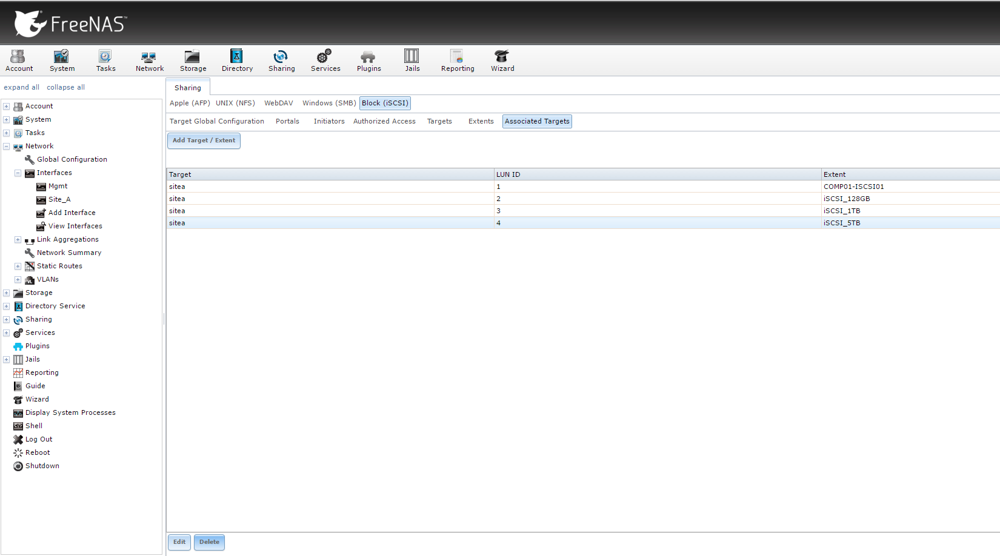 FreeNAS™
Account System Tasks Network Storage Directory Sharing Services Plugins Jails Reporting Wizard
expand all collapse all
Account
System
Tasks
Network
Global Configuration
Interfaces
Mgmt
Site_A
Add Interface
View Interfaces
Link Aggregations
Network Summary
Static Routes
VLANs
Storage
Directory Service
Sharing
Services
Plugins
Jails
Reporting
Guide
Wizard
Display System Processes
Shell
Log Out
Reboot
Shutdown
Sharing
Apple (AFP) UNIX (NFS) WebDAV Windows (SMB) Block (iSCSI)
Target Global Configuration Portals Initiators Authorized Access Targets Extents Associated Targets
Add Target / Extent
Target LUN ID Extent
sitea 1 COMP01-ISCSI01
sitea 2 iSCSI_128GB
sitea 3 iSCSI_1TB
sitea 4 iSCSI_5TB
Edit Delete